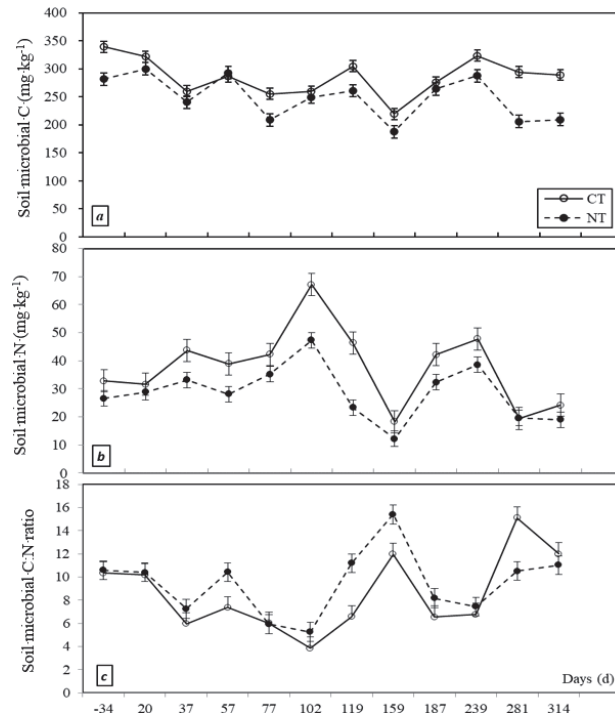 400
350
300
250
200
150
100
50
0
Soil·microbial·C·(mg·kg-1)
a
CT
NT
80
70
60
50
40
30
20
10
0
Soil·microbial·N·(mg·kg-1)
b
18
16
14
12
10
8
6
4
2
0
Soil·microbial·C:N·ratio
c
Days (d)
-34 20 37 57 77 102 119 159 187 239 281 314